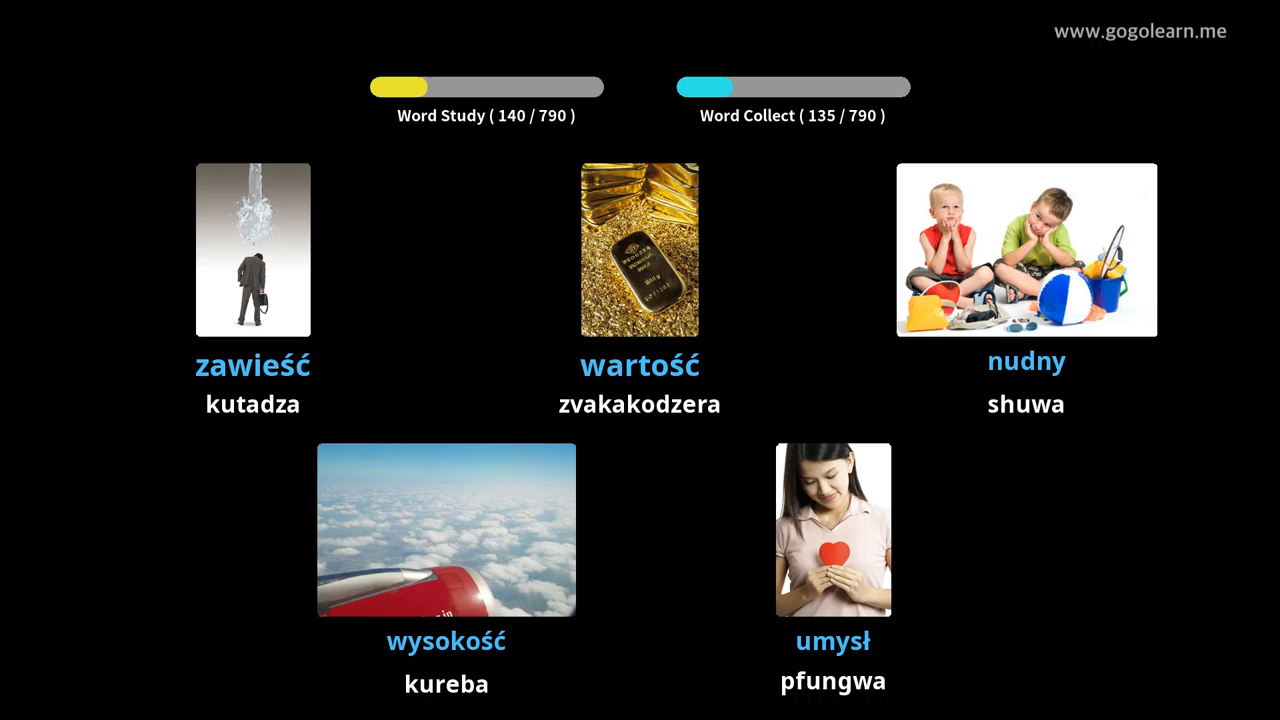 www.gogolearn.me
Word Study ( 140 / 790 )
Word Collect ( 135 / 790 )
zawieść
wartość
nudny
kutadza
zvakakodzera
shuwa
wysokość
umysł
kureba
pfungwa